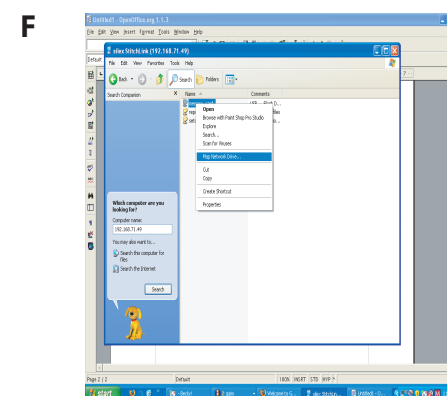 F
Untitled1 - OpenOffice.org 1.1.3
File Edit View Insert Format Tools Window Help
Default
silex StitchLink (192.168.71.49)
File Edit View Favorites Tools Help
Back Search Folders
Search Companion X Name Comments
Open
Browse with Paint Shop Pro Studio
Explore
Search...
Scan for Viruses
Map Network Drive...
Cut
Copy
Create Shortcut
Properties
Which computer are you
looking for?
Computer name:
192.168.71.49
You may also want to...
Search this computer for
files
Search the Internet
Search
Page 2 / 2 Default 100% INSRT STD HYP
start